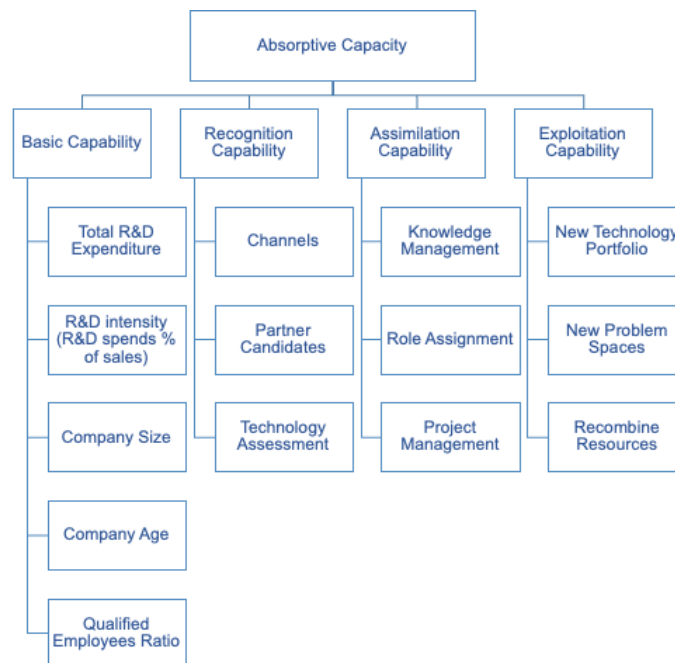 Absorptive Capacity
Basic Capability
Recognition
Capability
Assimilation
Capability
Exploitation
Capability
Total R&D
Expenditure
Channels
Knowledge
Management
New Technology
Portfolio
R&D intensity
(R&D spends %
of sales)
Partner
Candidates
Role Assignment
New Problem
Spaces
Company Size
Technology
Assessment
Project
Management
Recombine
Resources
Company Age
Qualified
Employees Ratio